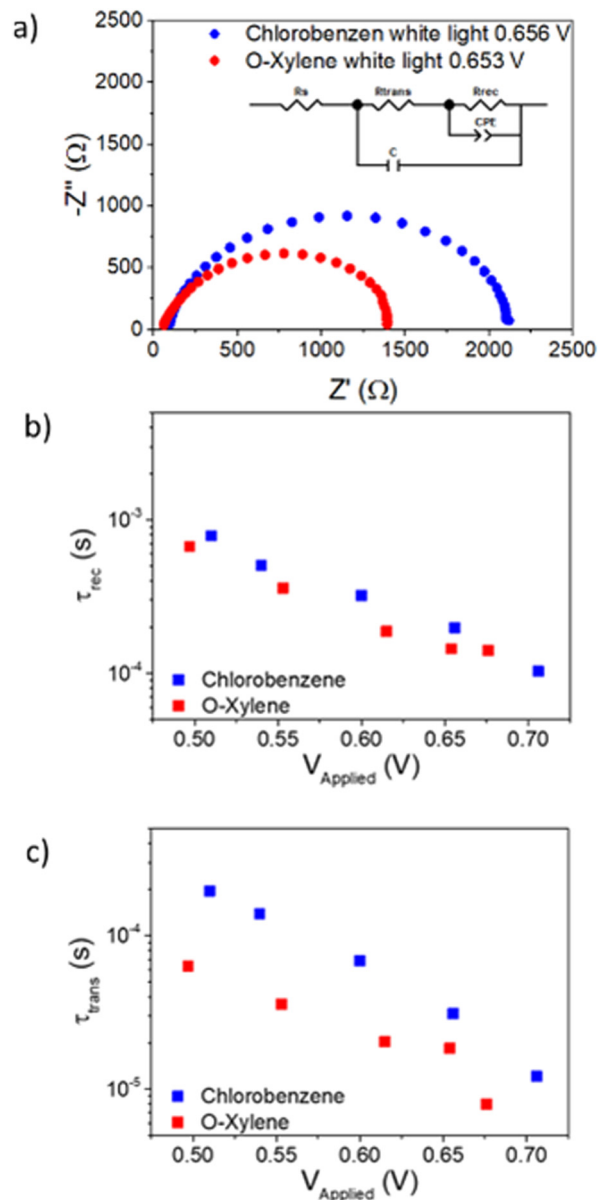 a)
2500
2000
1500
1000
500
0
-Z'' (Ω)
Chlorobenzen white light 0.656 V
O-Xylene white light 0.653 V
Rs
Rtrans
Rrec
CPE
C
0 500 1000 1500 2000 2500
Z' (Ω)
b)
10⁻³
10⁻⁴
τrec (s)
Chlorobenzene
O-Xylene
0.50 0.55 0.60 0.65 0.70
VApplied (V)
c)
10⁻⁴
10⁻⁵
τtrans (s)
Chlorobenzene
O-Xylene
0.50 0.55 0.60 0.65 0.70
VApplied (V)